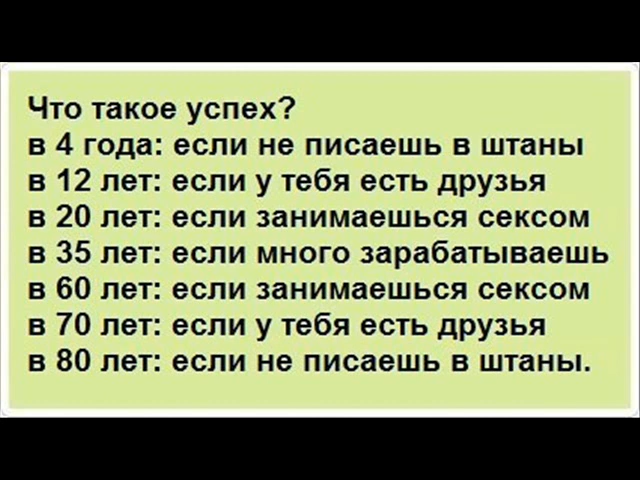 Что такое успех?
в 4 года: если не писаешь в штаны
в 12 лет: если у тебя есть друзья
в 20 лет: если занимаешься сексом
в 35 лет: если много зарабатываешь
в 60 лет: если занимаешься сексом
в 70 лет: если у тебя есть друзья
в 80 лет: если не писаешь в штаны.